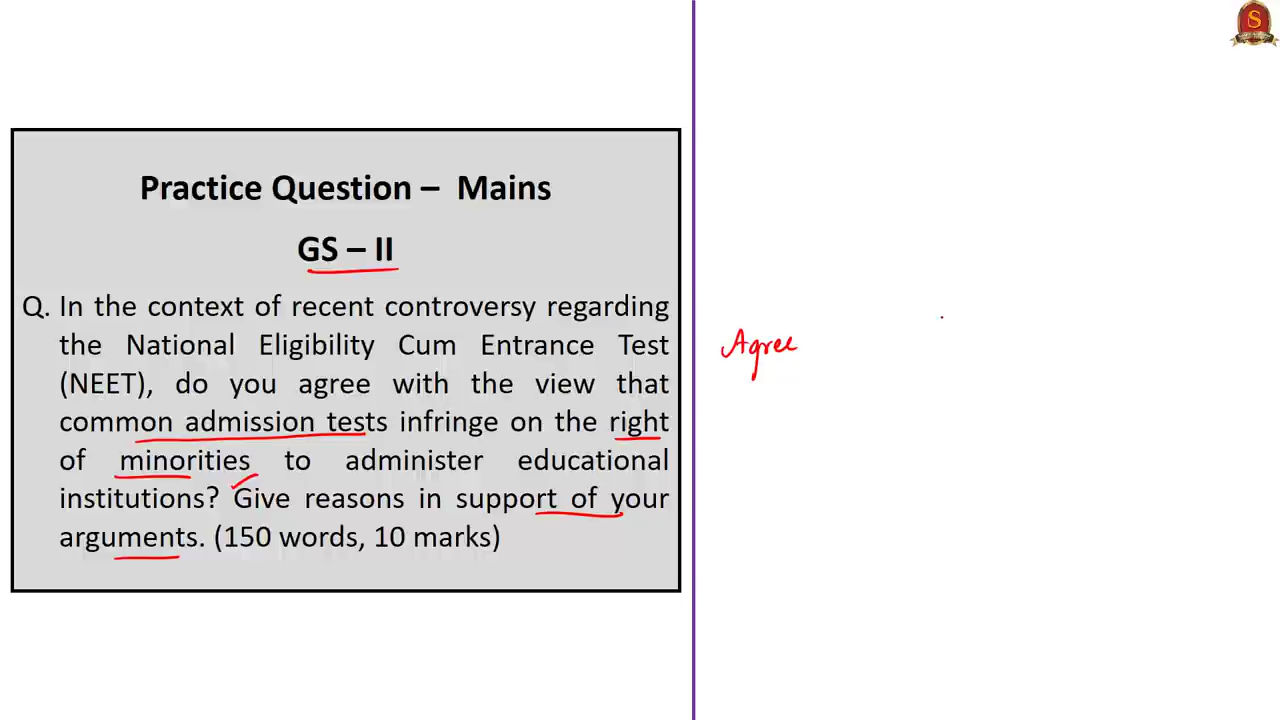 Practice Question – Mains
GS – II
Q. In the context of recent controversy regarding
the National Eligibility Cum Entrance Test
(NEET), do you agree with the view that
common admission tests infringe on the right
of minorities to administer educational
institutions? Give reasons in support of your
arguments. (150 words, 10 marks)
Agree
S